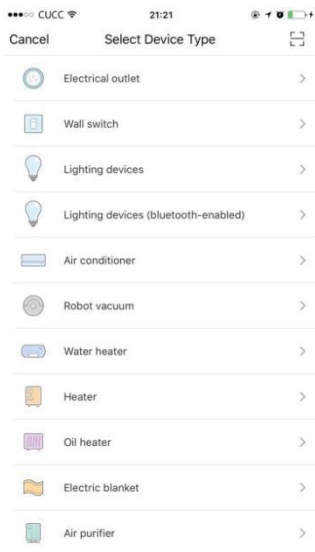 CUCC
21:21
Cancel
Select Device Type
Electrical outlet
Wall switch
Lighting devices
Lighting devices (bluetooth-enabled)
Air conditioner
Robot vacuum
Water heater
Heater
Oil heater
Electric blanket
Air purifier